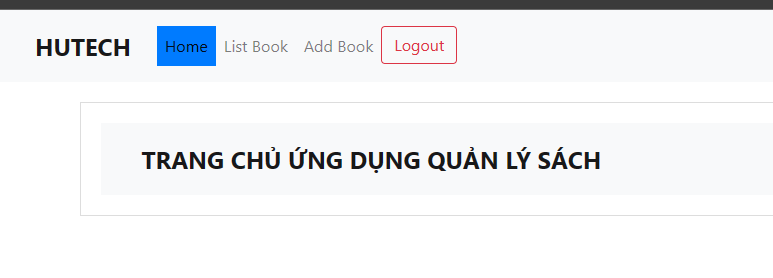 HUTECH Home List Book Add Book Logout
TRANG CHỦ ỨNG DỤNG QUẢN LÝ SÁCH